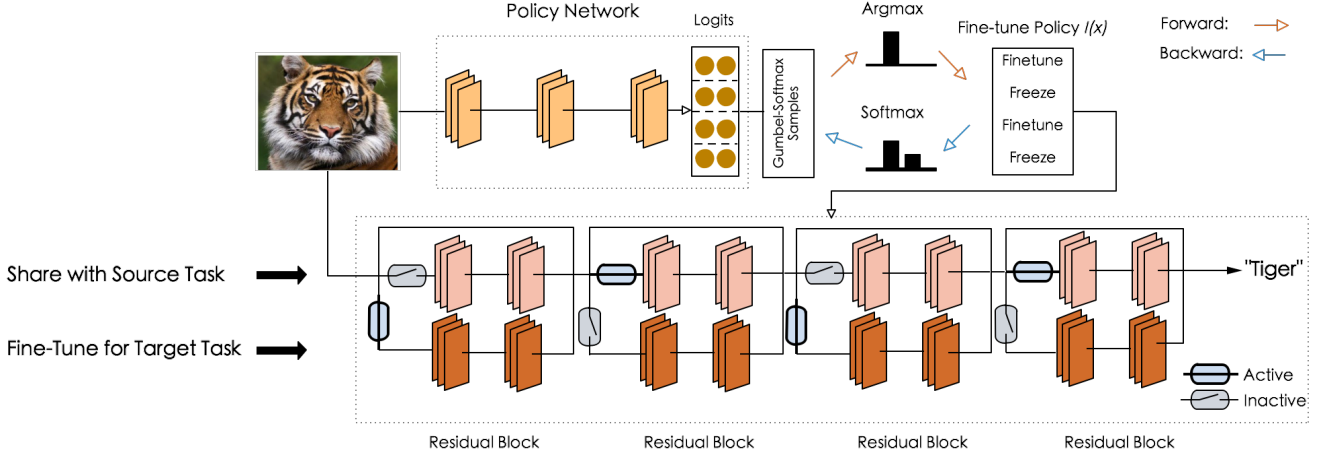 Policy Network
Logits
Argmax
Fine-tune Policy I(x)
Forward:
Backward:
Gumbel-Softmax
Samples
Softmax
Finetune
Freeze
Finetune
Freeze
Share with Source Task
"Tiger"
Fine-Tune for Target Task
Active
Inactive
Residual Block
Residual Block
Residual Block
Residual Block